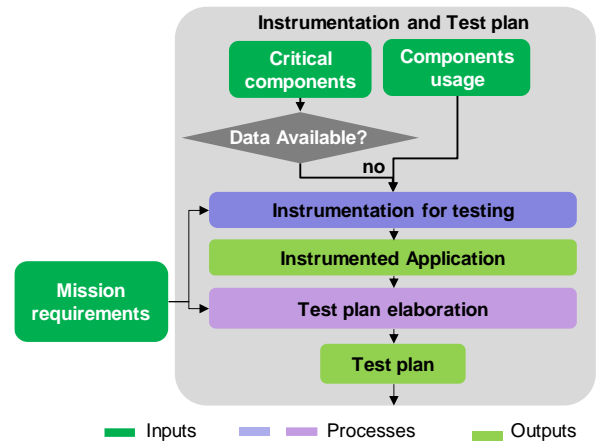 Instrumentation and Test plan
Critical
components
Components
usage
Data Available?
no
Instrumentation for testing
Instrumented Application
Mission
requirements
Test plan elaboration
Test plan
Inputs
Processes
Outputs